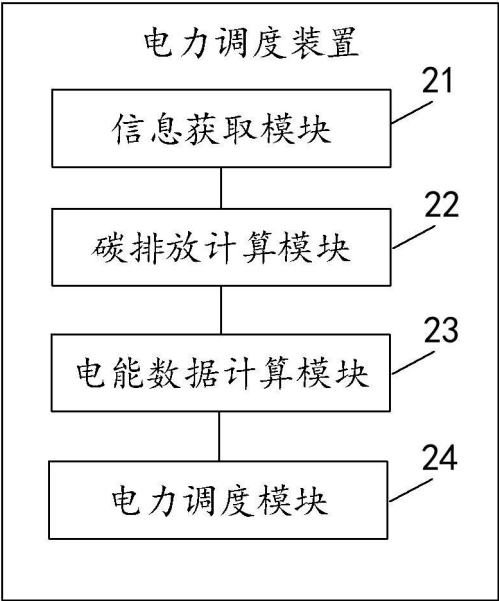 电力调度装置
21
信息获取模块
22
碳排放计算模块
23
电能数据计算模块
24
电力调度模块